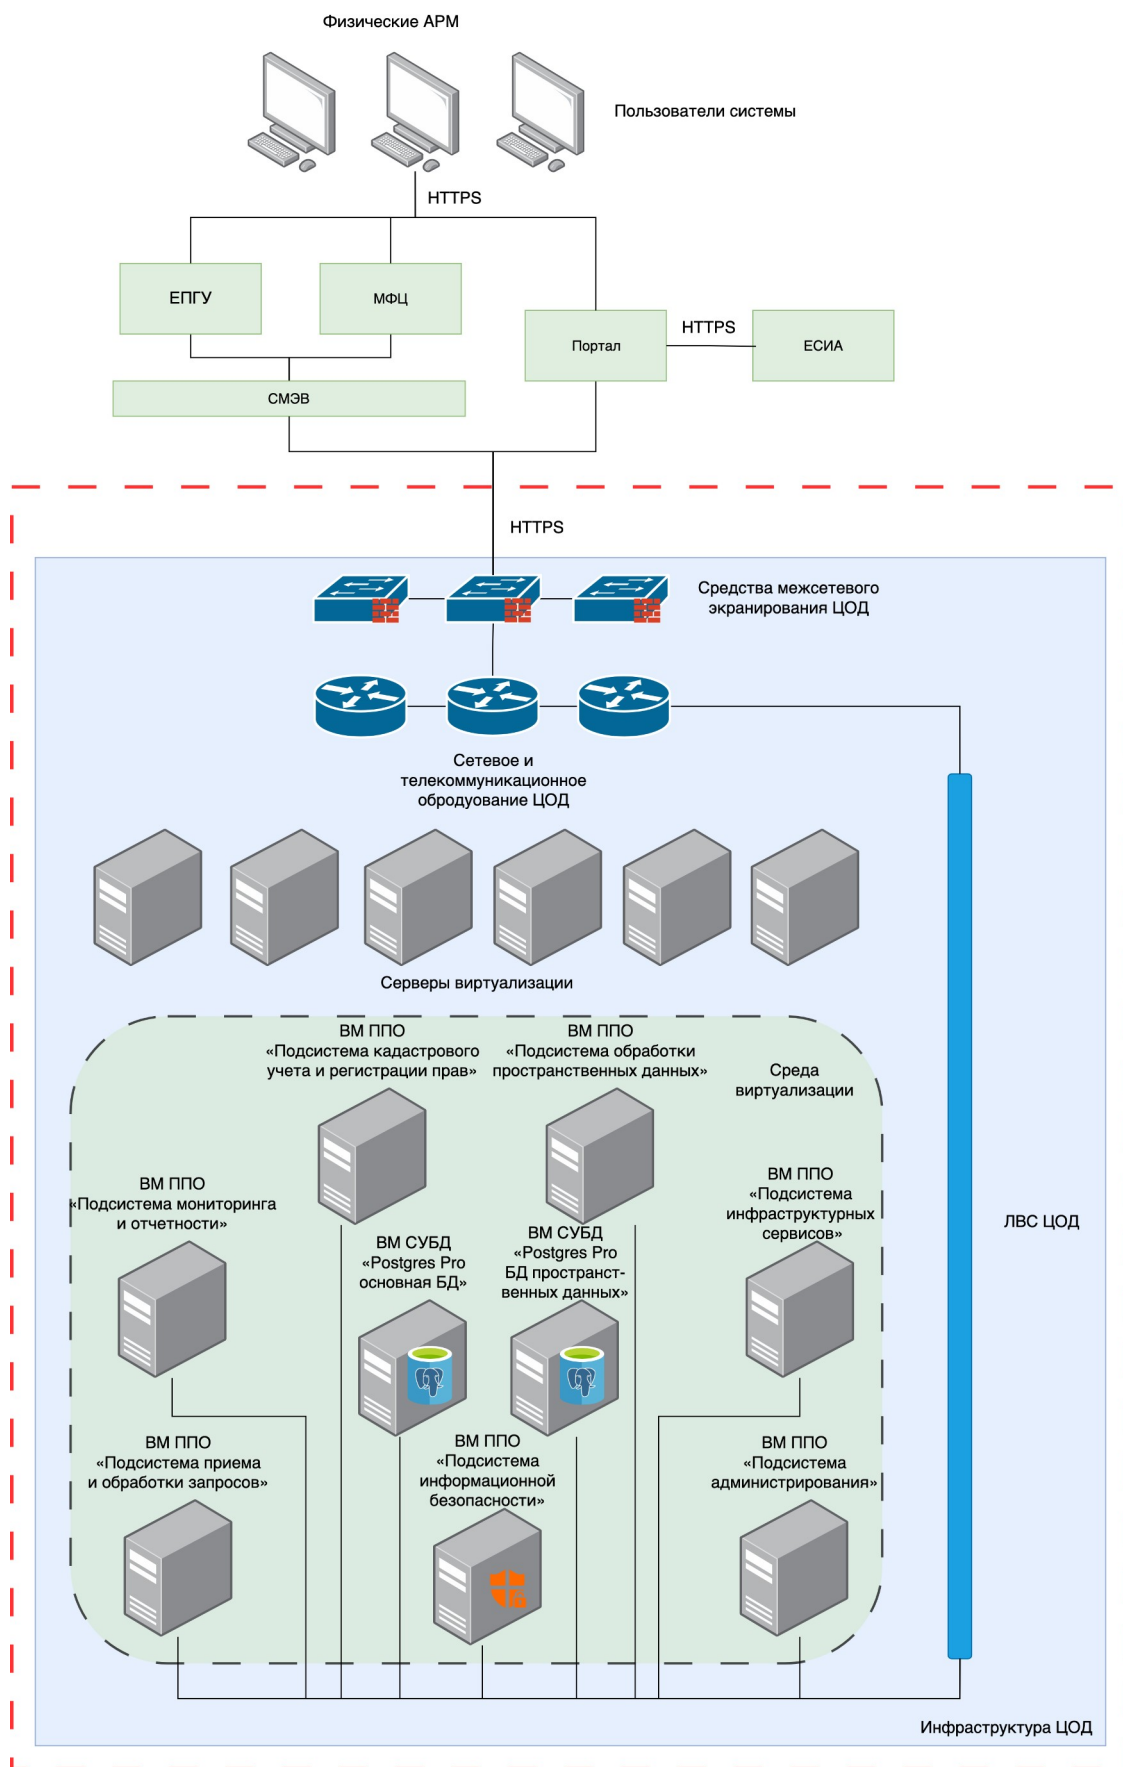 Физические АРМ
Пользователи системы
HTTPS
ЕПГУ
МФЦ
Портал
HTTPS
ЕСИА
СМЭВ
HTTPS
Средства межсетевого
экранирования ЦОД
Сетевое и
телекоммуникационное
обродуование ЦОД
Серверы виртуализации
ВМ ППО
«Подсистема кадастрового
учета и регистрации прав»
ВМ ППО
«Подсистема обработки
пространственных данных»
Среда
виртуализации
ВМ ППО
«Подсистема мониторинга
и отчетности»
ВМ ППО
«Подсистема
инфраструктурных
сервисов»
ЛВС ЦОД
ВМ СУБД
«Postgres Pro
основная БД»
ВМ СУБД
«Postgres Pro
БД пространст-
венных данных»
ВМ ППО
«Подсистема приема
и обработки запросов»
ВМ ППО
«Подсистема
информационной
безопасности»
ВМ ППО
«Подсистема
администрирования»
Инфраструктура ЦОД